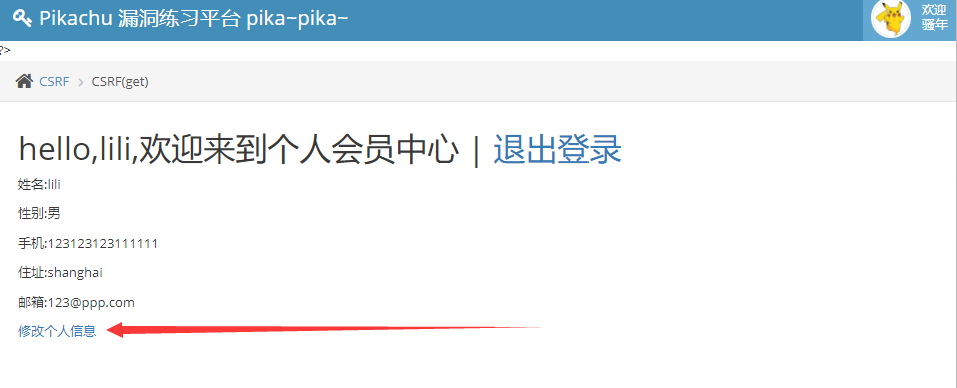 Pikachu 漏洞练习平台 pika~pika~
欢迎
骚年
?>
CSRF > CSRF(get)
hello,lili,欢迎来到个人会员中心 | 退出登录
姓名:lili
性别:男
手机:123123123111111
住址:shanghai
邮箱:123@ppp.com
修改个人信息